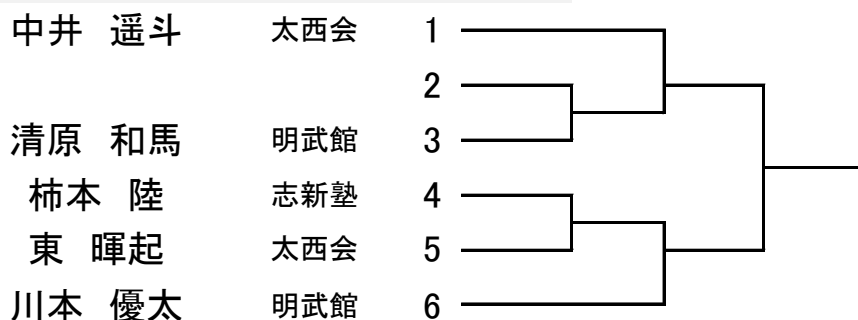 中井 遥斗 太西会 1
2
清原 和馬 明武館 3
柿本 陸 志新塾 4
東 暉起 太西会 5
川本 優太 明武館 6